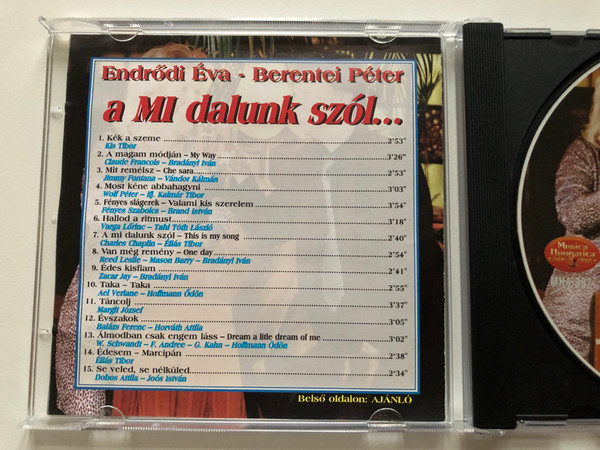 Endrődi Éva - Berentei Péter
a MI dalunk szól...
1. Kék a szeme 2'53"
Kis Tibor
2. A magam módján – My Way 3'26"
Claude Francois – Bradányi Iván
3. Mit remélsz – Che sara 2'53"
Jimmy Fontana – Vándor Kálmán
4. Most kéne abbahagyni 3'03"
Wolf Péter – Ifj. Kalmár Tibor
5. Fényes slágerek – Valami kis szerelem 3'54"
Fényes Szabolcs – Brand István
6. Hallod a ritmust 3'18"
Varga Lőrinc – Tahi Tóth László
7. A mi dalunk szól – This is my song 2'40"
Charles Chaplin – Éliás Tibor
8. Van még remény – One day 2'54"
Reed Leslie – Mason Barry – Bradányi Iván
9. Édes kisfiam 2'41"
Zacar Jay – Bradányi Iván
10. Taka – Taka 2'55"
Ael Verlane – Hoffmann Ödön
11. Táncolj 3'37"
Margit József
12. Évszakok 3'05"
Balázs Ferenc – Horváth Attila
13. Álmodban csak engem láss – Dream a litle dream of me 3'02"
W. Schwandt – F. Andree – G. Kahn – Hoffmann Ödön
14. Édesem – Marcipán 2'38"
Éliás Tibor
15. Se veled, se nélküled 2'34"
Dobos Attila – Joós István
Belső oldalon: AJÁNLÓ
Musica
Hungarica